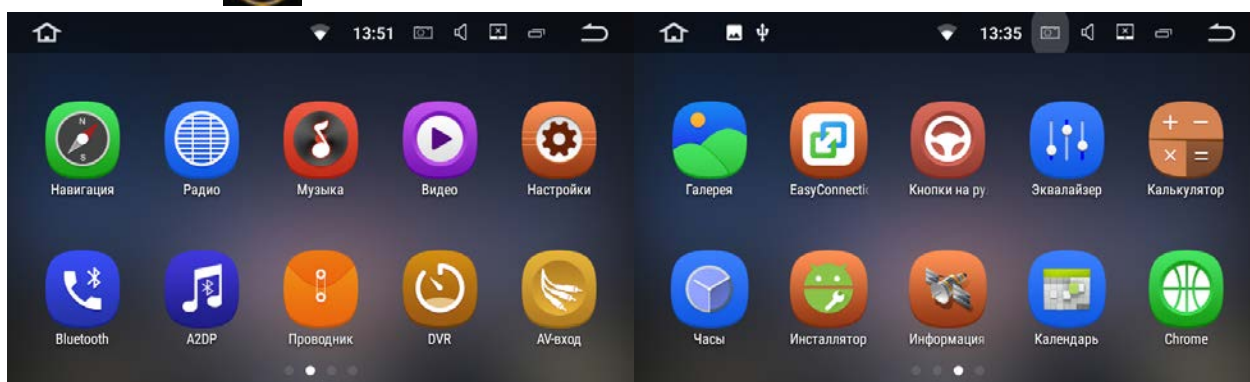 13:51
13:35
Навигация
Радио
Музыка
Видео
Настройки
Галерея
EasyConnectic
Кнопки на ру
Эквалайзер
Калькулятор
Bluetooth
A2DP
Проводник
DVR
AV-вход
Часы
Инсталлятор
Информация
Календарь
Chrome